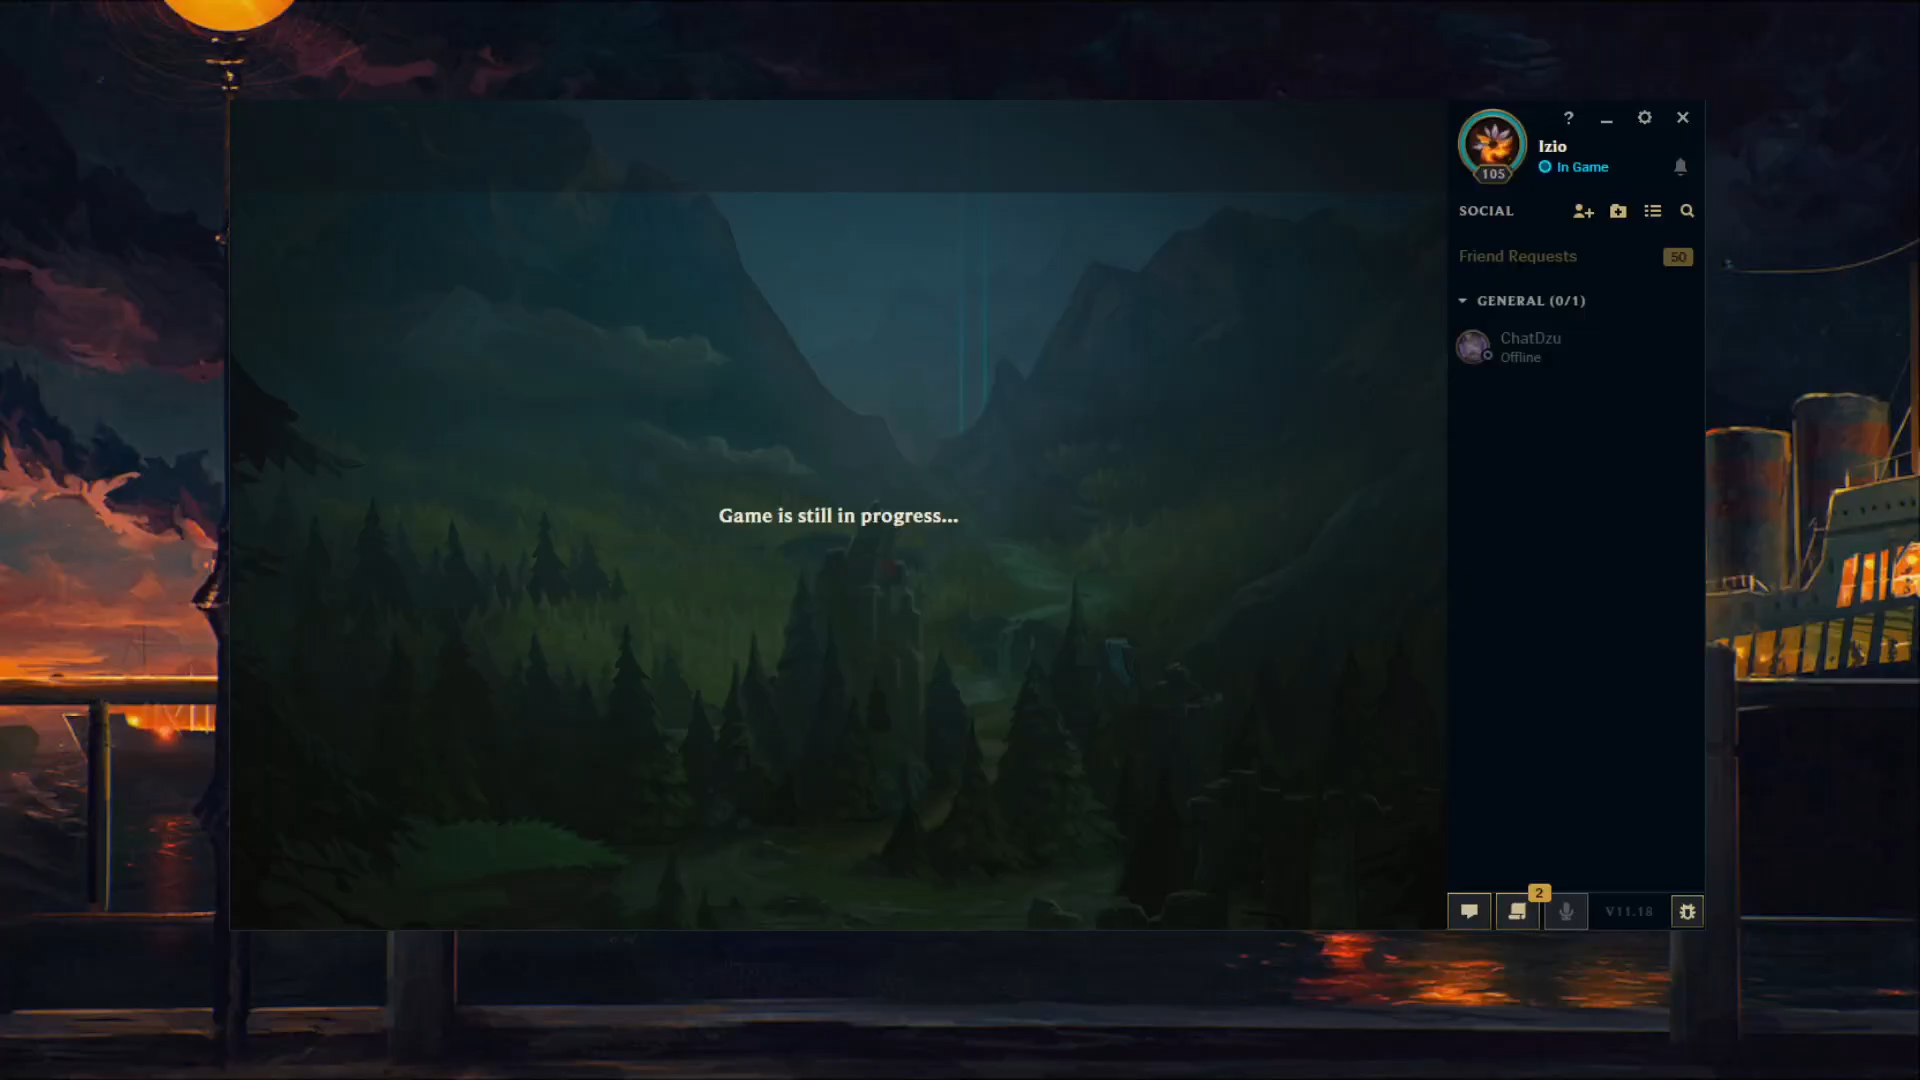 ?
Izio
In Game
105
SOCIAL
Friend Requests
50
GENERAL (0/1)
ChatDzu
Offline
Game is still in progress...
2
V11.18